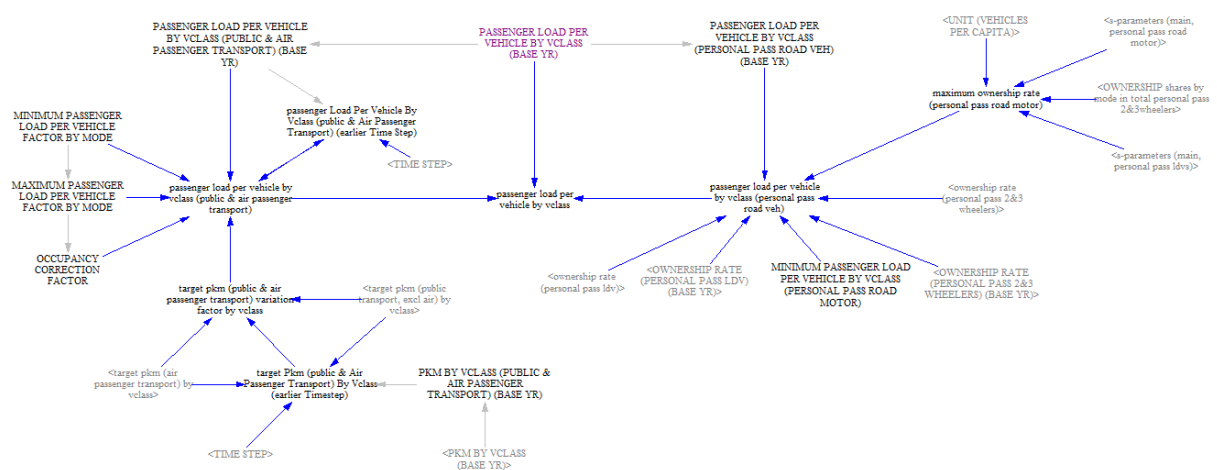 PASSENGER LOAD PER VEHICLE
BY VCLASS (PUBLIC & AIR
PASSENGER TRANSPORT) (BASE
YR)
PASSENGER LOAD PER
VEHICLE BY VCLASS
(BASE YR)
PASSENGER LOAD PER
VEHICLE BY VCLASS
(PERSONAL PASS ROAD VEH)
(BASE YR)
<UNIT (VEHICLES
PER CAPITA)>
<s-parameters (main,
personal pass road
motor)>
maximum ownership rate
(personal pass road motor)
<OWNERSHIP shares by
mode in total personal pass
2&3wheelers>
<s-parameters (main,
personal pass ldvs)>
passenger Load Per Vehicle By
Vclass (public & Air Passenger
Transport) (earlier Time Step)
<TIME STEP>
MINIMUM PASSENGER
LOAD PER VEHICLE
FACTOR BY MODE
MAXIMUM PASSENGER
LOAD PER VEHICLE
FACTOR BY MODE
passenger load per vehicle by
vclass (public & air passenger
transport)
passenger load per
vehicle by vclass
passenger load per vehicle
by vclass (personal pass
road veh)
<ownership rate
(personal pass 2&3
wheelers)>
OCCUPANCY
CORRECTION
FACTOR
<ownership rate
(personal pass ldv)>
<OWNERSHIP RATE
(PERSONAL PASS LDV)
(BASE YR)>
MINIMUM PASSENGER LOAD
PER VEHICLE BY VCLASS
(PERSONAL PASS ROAD
MOTOR)
<OWNERSHIP RATE
(PERSONAL PASS 2&3
WHEELERS) (BASE YR)>
target pkm (public & air
passenger transport) variation
factor by vclass
<target pkm (public
transport, excl air) by
vclass>
<target pkm (air
passenger transport) by
vclass>
target Pkm (public & Air
Passenger Transport) By Vclass
(earlier Timestep)
PKM BY VCLASS (PUBLIC &
AIR PASSENGER
TRANSPORT) (BASE YR)
<TIME STEP>
<PKM BY VCLASS
(BASE YR)>